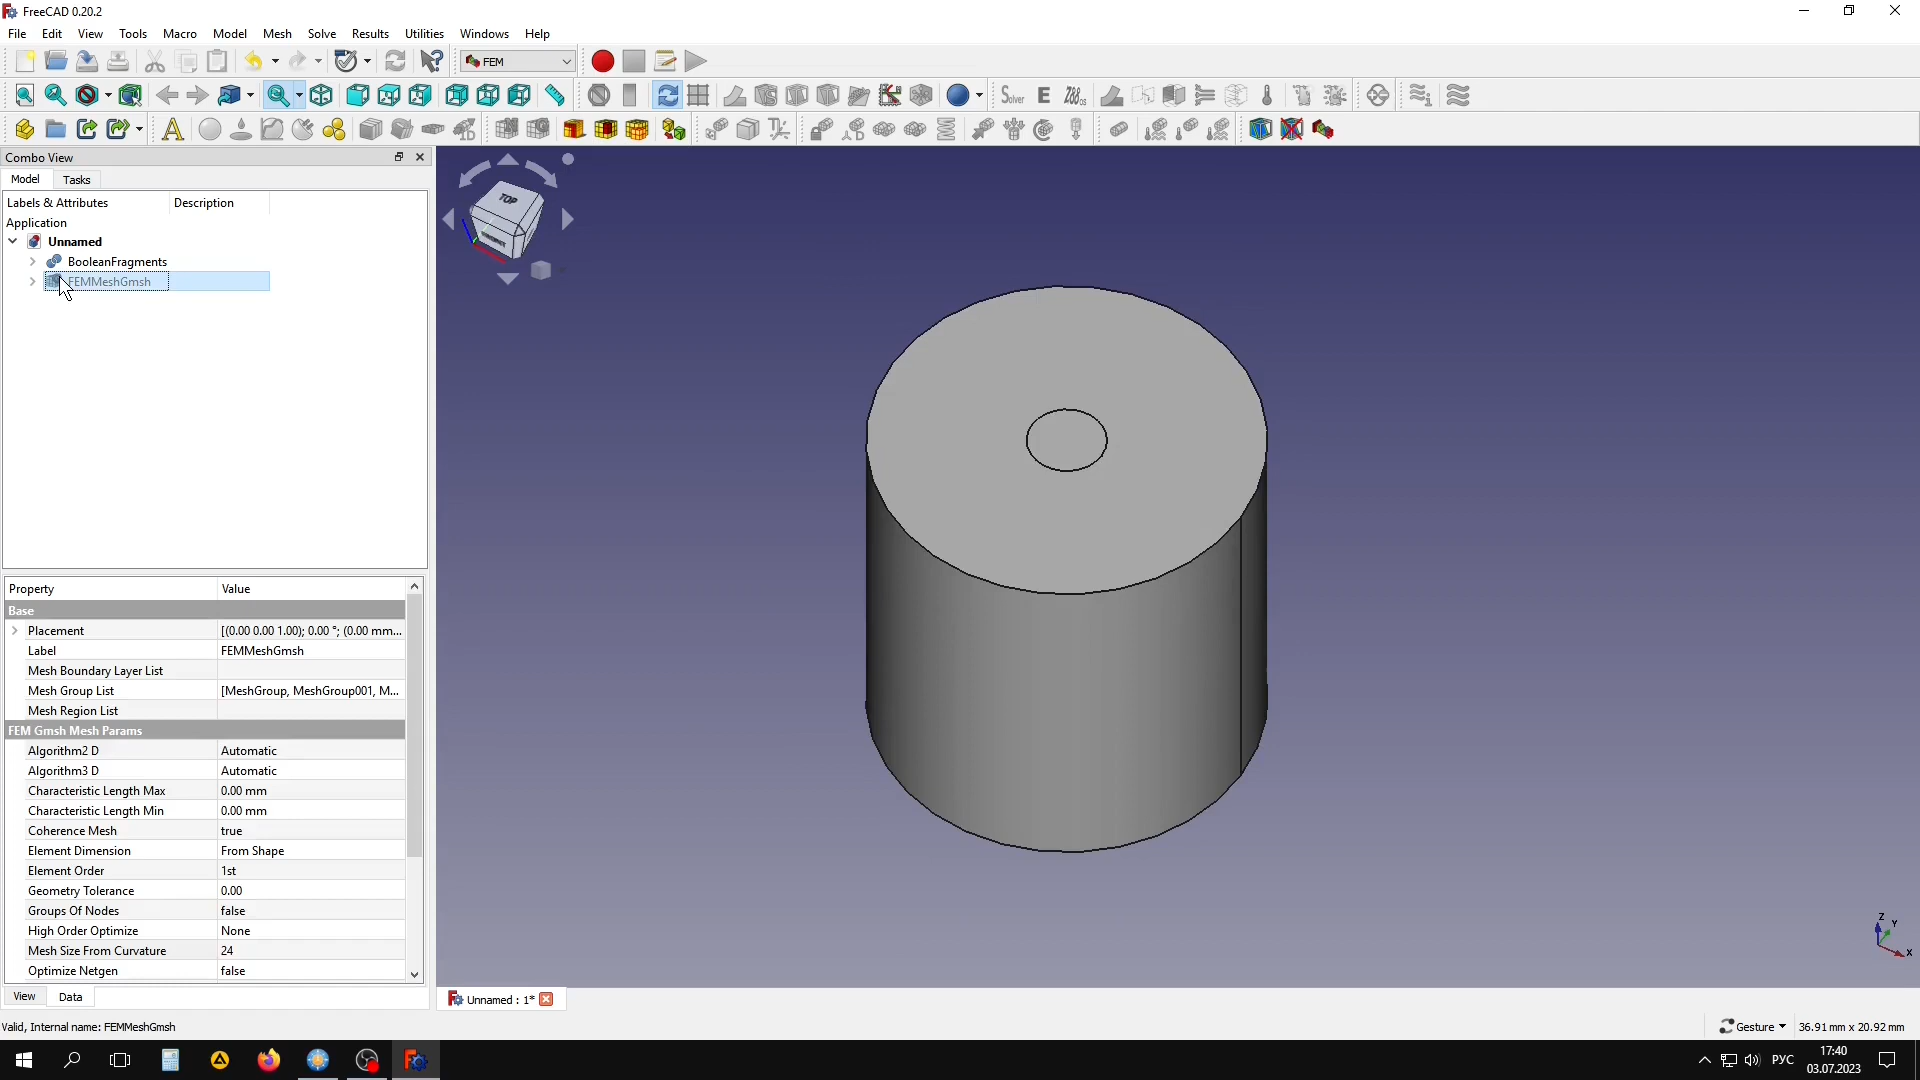 FreeCAD 0.20.2
File Edit View Tools Macro Model Mesh Solve Results Utilities Windows Help
FEM
Solver E Z88os
Combo View
Model Tasks
Labels & Attributes Description
Application
Unnamed
BooleanFragments
FEMMeshGmsh
TOP
Property Value
Base
Placement [(0.00 0.00 1.00); 0.00 °; (0.00 mm...
Label FEMMeshGmsh
Mesh Boundary Layer List
Mesh Group List [MeshGroup, MeshGroup001, M...
Mesh Region List
FEM Gmsh Mesh Params
Algorithm2 D Automatic
Algorithm3 D Automatic
Characteristic Length Max 0.00 mm
Characteristic Length Min 0.00 mm
Coherence Mesh true
Element Dimension From Shape
Element Order 1st
Geometry Tolerance 0.00
Groups Of Nodes false
High Order Optimize None
Mesh Size From Curvature 24
Optimize Netgen false
Z
Y
X
View Data
Unnamed : 1*
Valid, Internal name: FEMMeshGmsh
Gesture 36.91 mm x 20.92 mm
РУС
17:40
03.07.2023